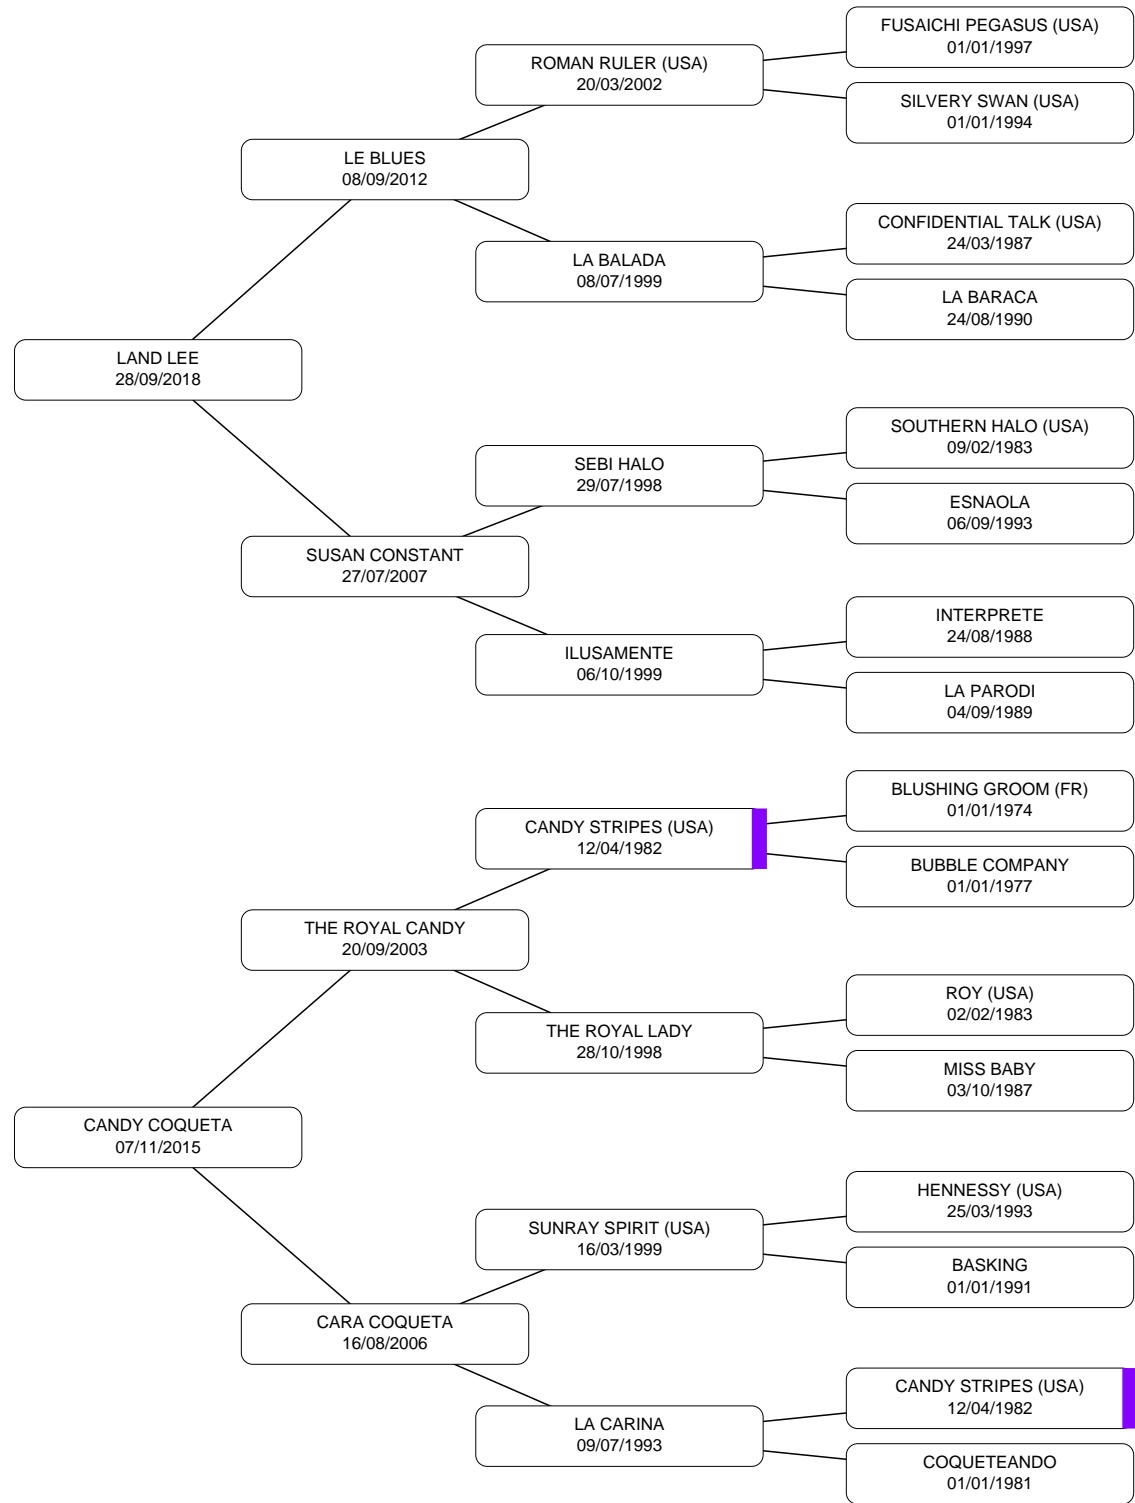 FUSAICHI PEGASUS (USA)
01/01/1997
ROMAN RULER (USA)
20/03/2002
SILVERY SWAN (USA)
01/01/1994
LE BLUES
08/09/2012
CONFIDENTIAL TALK (USA)
24/03/1987
LA BALADA
08/07/1999
LA BARACA
24/08/1990
LAND LEE
28/09/2018
SOUTHERN HALO (USA)
09/02/1983
SEBI HALO
29/07/1998
ESNAOLA
06/09/1993
SUSAN CONSTANT
27/07/2007
INTERPRETE
24/08/1988
ILUSAMENTE
06/10/1999
LA PARODI
04/09/1989
BLUSHING GROOM (FR)
01/01/1974
CANDY STRIPES (USA)
12/04/1982
BUBBLE COMPANY
01/01/1977
THE ROYAL CANDY
20/09/2003
ROY (USA)
02/02/1983
THE ROYAL LADY
28/10/1998
MISS BABY
03/10/1987
CANDY COQUETA
07/11/2015
HENNESSY (USA)
25/03/1993
SUNRAY SPIRIT (USA)
16/03/1999
BASKING
01/01/1991
CARA COQUETA
16/08/2006
CANDY STRIPES (USA)
12/04/1982
LA CARINA
09/07/1993
COQUETEANDO
01/01/1981